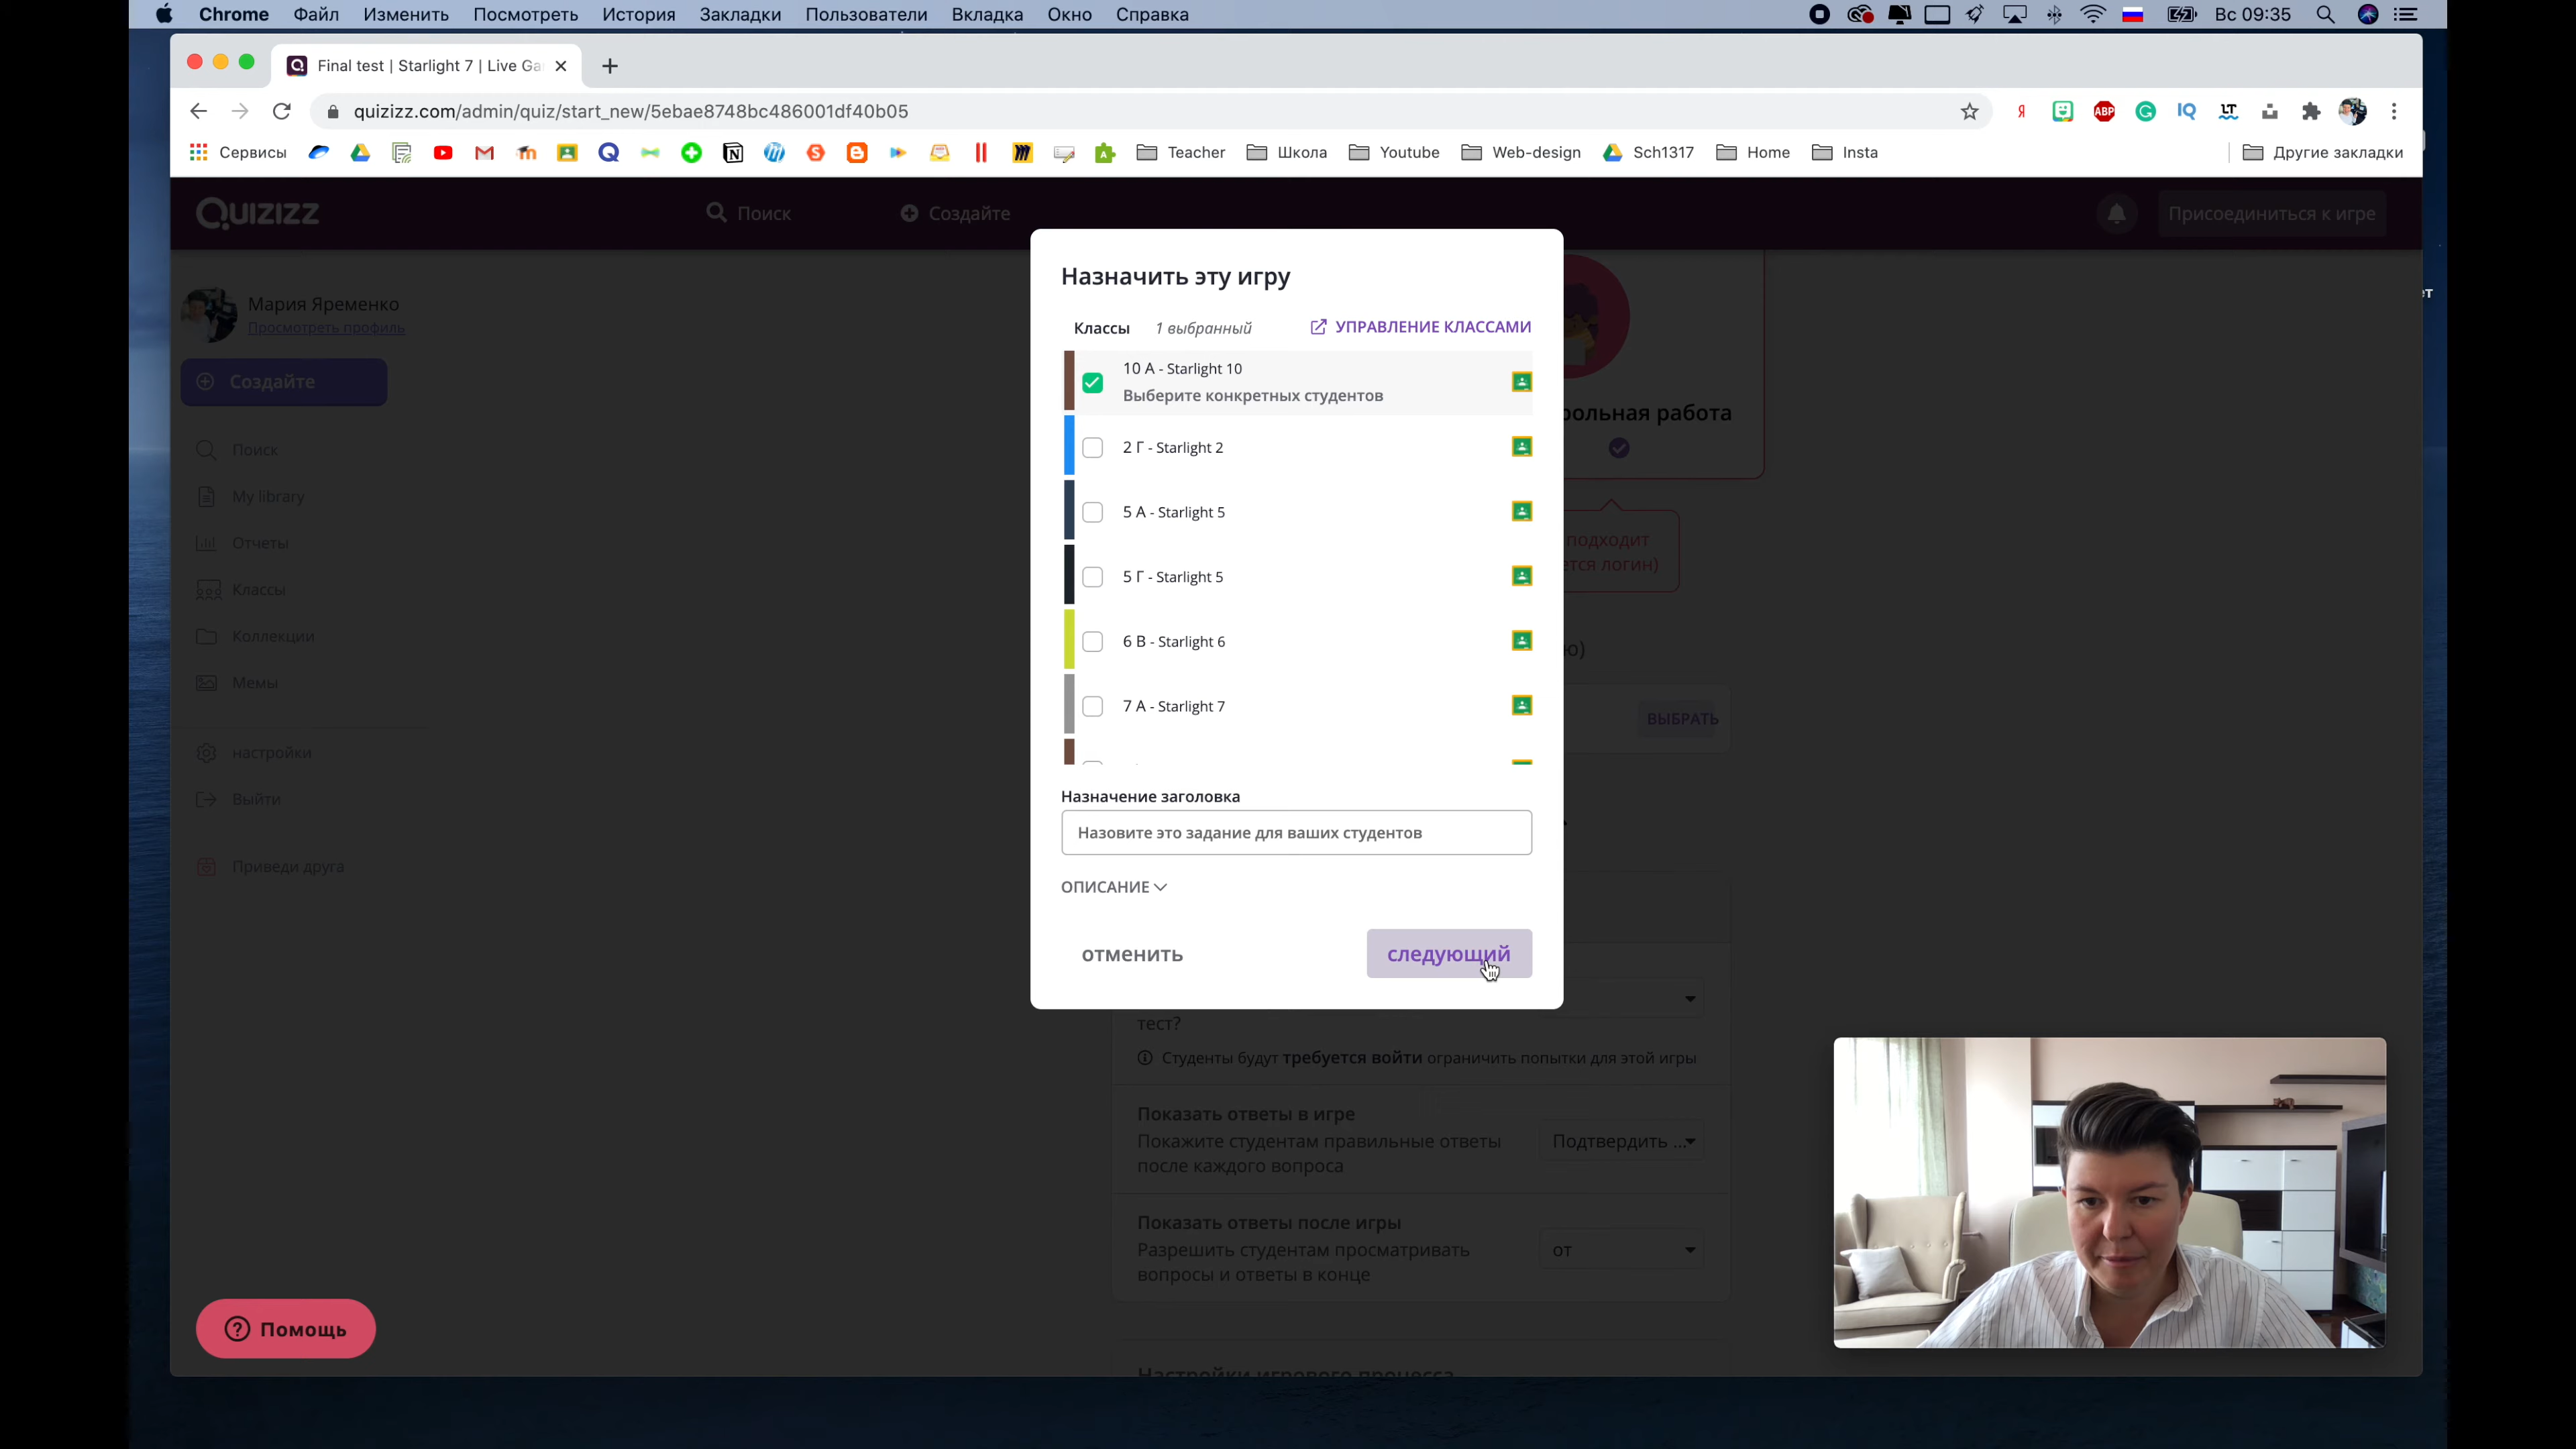 Chrome Файл Изменить Посмотреть История Закладки Пользователи Вкладка Окно Справка Вс 09:35
Final test | Starlight 7 | Live Ga
quizizz.com/admin/quiz/start_new/5ebae8748bc486001df40b05
Сервисы Teacher Школа Youtube Web-design Sch1317 Home Insta Другие закладки
QUIZIZZ Поиск Создайте Присоединиться к игре
Мария Яременко
Просмотреть профиль
Создайте
Поиск
My library
Отчеты
Классы
Коллекции
Мемы
настройки
Выйти
Приведи друга
Помощь
Назначить эту игру
Классы 1 выбранный УПРАВЛЕНИЕ КЛАССАМИ
10 А - Starlight 10
Выберите конкретных студентов
2 Г - Starlight 2
5 А - Starlight 5
5 Г - Starlight 5
6 В - Starlight 6
7 А - Starlight 7
Назначение заголовка
Назовите это задание для ваших студентов
ОПИСАНИЕ
отменить следующий
рольная работа
подходит
ется логин)
ВЫБРАТЬ
тест?
Студенты будут требуется войти ограничить попытки для этой игры
Показать ответы в игре
Покажите студентам правильные ответы
после каждого вопроса
Подтвердить ...
Показать ответы после игры
Разрешить студентам просматривать
вопросы и ответы в конце
от
Настройки игрового процесса